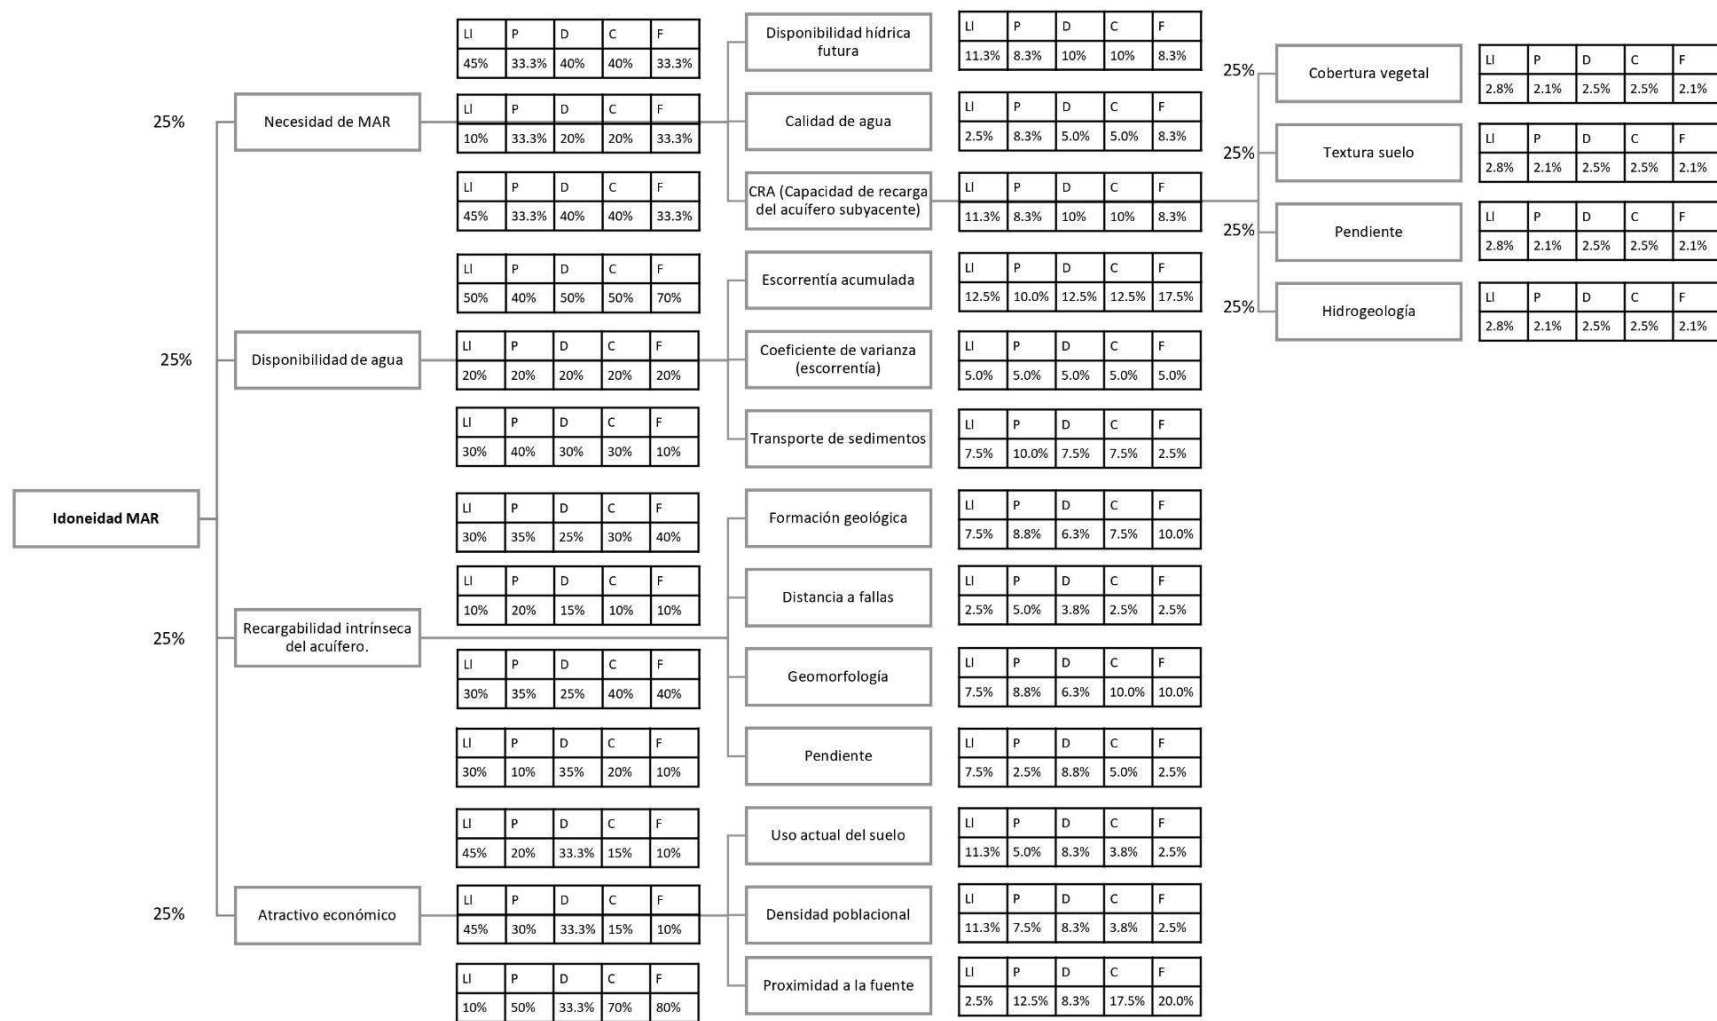 Idoneidad MAR
25%
Necesidad de MAR
Ll P D C F
45% 33.3% 40% 40% 33.3%
Ll P D C F
10% 33.3% 20% 20% 33.3%
Ll P D C F
45% 33.3% 40% 40% 33.3%
Disponibilidad hídrica
futura
Ll P D C F
11.3% 8.3% 10% 10% 8.3%
Calidad de agua
Ll P D C F
2.5% 8.3% 5.0% 5.0% 8.3%
CRA (Capacidad de recarga
del acuífero subyacente)
Ll P D C F
11.3% 8.3% 10% 10% 8.3%
25%
Cobertura vegetal
Ll P D C F
2.8% 2.1% 2.5% 2.5% 2.1%
25%
Textura suelo
Ll P D C F
2.8% 2.1% 2.5% 2.5% 2.1%
25%
Pendiente
Ll P D C F
2.8% 2.1% 2.5% 2.5% 2.1%
25%
Hidrogeología
Ll P D C F
2.8% 2.1% 2.5% 2.5% 2.1%
25%
Disponibilidad de agua
Ll P D C F
50% 40% 50% 50% 70%
Ll P D C F
20% 20% 20% 20% 20%
Ll P D C F
30% 40% 30% 30% 10%
Escorrentía acumulada
Ll P D C F
12.5% 10.0% 12.5% 12.5% 17.5%
Coeficiente de varianza
(escorrentía)
Ll P D C F
5.0% 5.0% 5.0% 5.0% 5.0%
Transporte de sedimentos
Ll P D C F
7.5% 10.0% 7.5% 7.5% 2.5%
25%
Recargabilidad intrínseca
del acuífero.
Ll P D C F
30% 35% 25% 30% 40%
Ll P D C F
10% 20% 15% 10% 10%
Ll P D C F
30% 35% 25% 40% 40%
Ll P D C F
30% 10% 35% 20% 10%
Formación geológica
Ll P D C F
7.5% 8.8% 6.3% 7.5% 10.0%
Distancia a fallas
Ll P D C F
2.5% 5.0% 3.8% 2.5% 2.5%
Geomorfología
Ll P D C F
7.5% 8.8% 6.3% 10.0% 10.0%
Pendiente
Ll P D C F
7.5% 2.5% 8.8% 5.0% 2.5%
25%
Atractivo económico
Ll P D C F
45% 20% 33.3% 15% 10%
Ll P D C F
45% 30% 33.3% 15% 10%
Ll P D C F
10% 50% 33.3% 70% 80%
Uso actual del suelo
Ll P D C F
11.3% 5.0% 8.3% 3.8% 2.5%
Densidad poblacional
Ll P D C F
11.3% 7.5% 8.3% 3.8% 2.5%
Proximidad a la fuente
Ll P D C F
2.5% 12.5% 8.3% 17.5% 20.0%